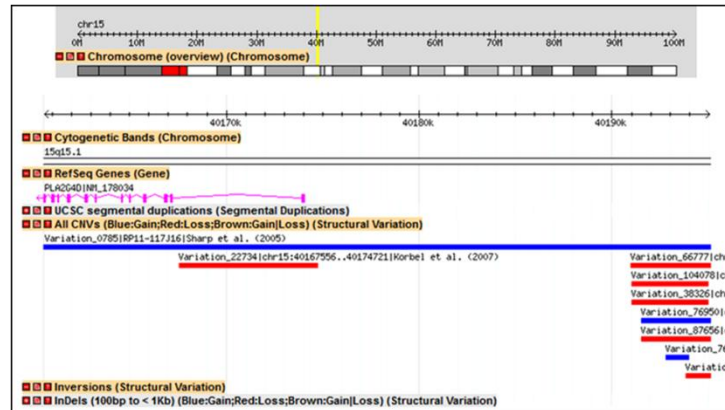 chr15
0M 10M 20M 30M 40M 50M 60M 70M 80M 90M 100M
Chromosome (overview) (Chromosome)
40170k 40180k 40190k
Cytogenetic Bands (Chromosome)
15q15.1
RefSeq Genes (Gene)
PLA2G4D|NM_178034
UCSC segmental duplications (Segmental Duplications)
All CNVs (Blue:Gain;Red:Loss;Brown:Gain|Loss) (Structural Variation)
Variation_0785|RP11-117J16|Sharp et al. (2005)
Variation_22734|chr15:40167556..40174721|Korbel et al. (2007)
Variation_66777|ch
Variation_104078|c
Variation_38326|ch
Variation_76950|c
Variation_87656|c
Variation_76
Variatio
Inversions (Structural Variation)
InDels (100bp to < 1Kb) (Blue:Gain;Red:Loss;Brown:Gain|Loss) (Structural Variation)